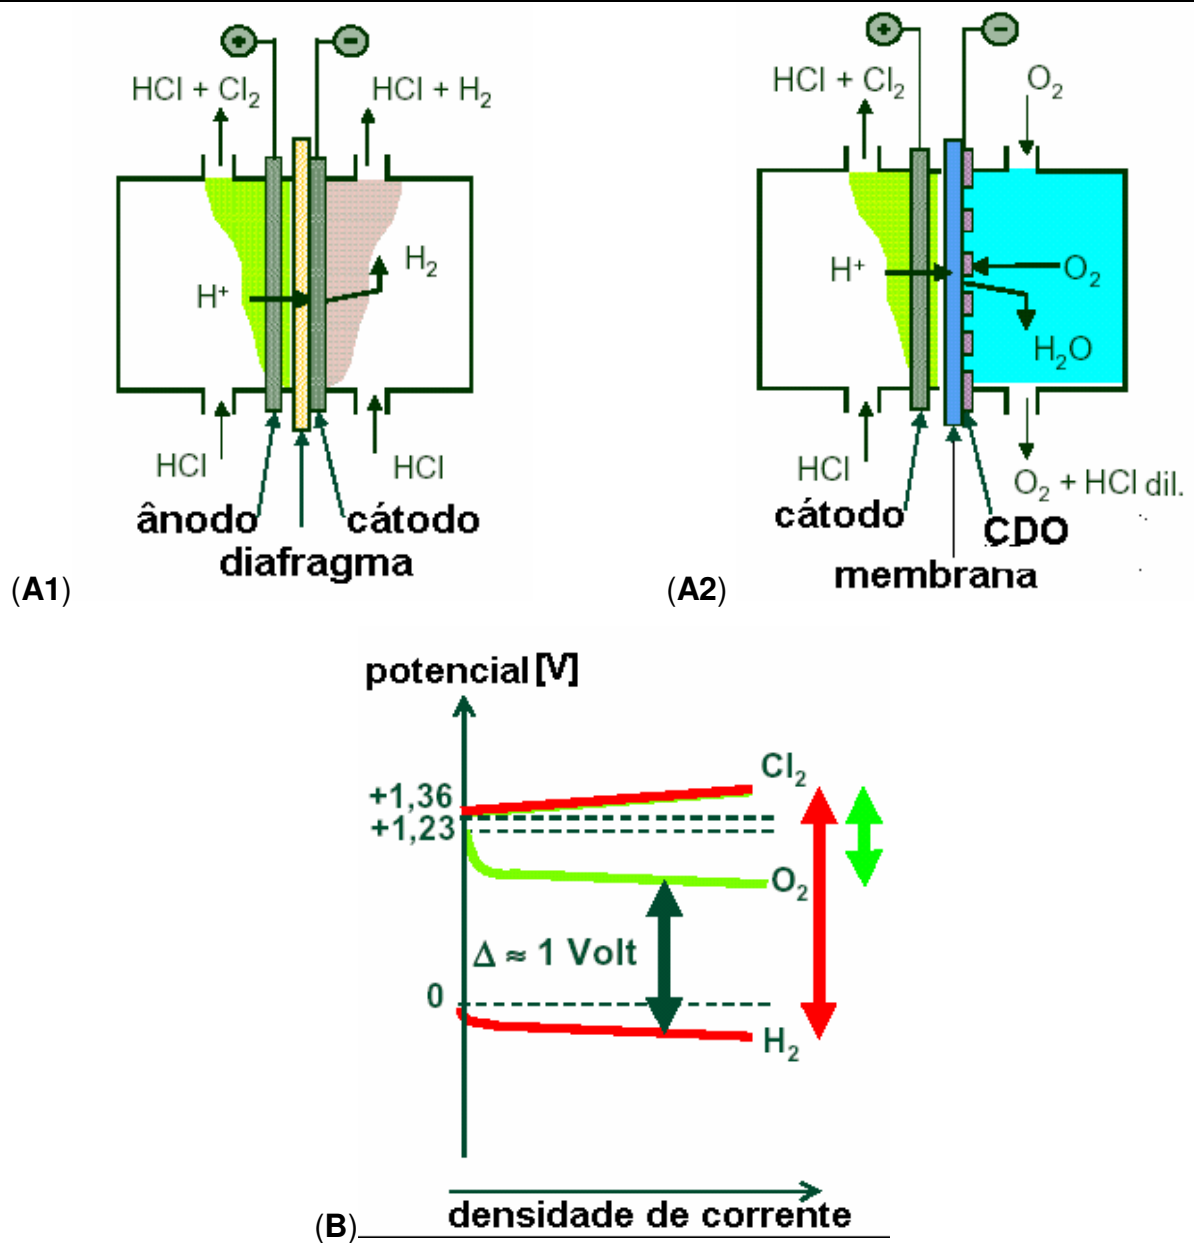 + −
HCl + Cl₂ HCl + H₂
H⁺ H₂
HCl HCl
ânodo cátodo
diafragma
(A1)
+ −
HCl + Cl₂ O₂
H⁺ O₂
H₂O
HCl O₂ + HCl dil.
cátodo CDO
membrana
(A2)
potencial [V]
Cl₂
+1,36
+1,23
O₂
Δ ≈ 1 Volt
0
H₂
densidade de corrente
(B)